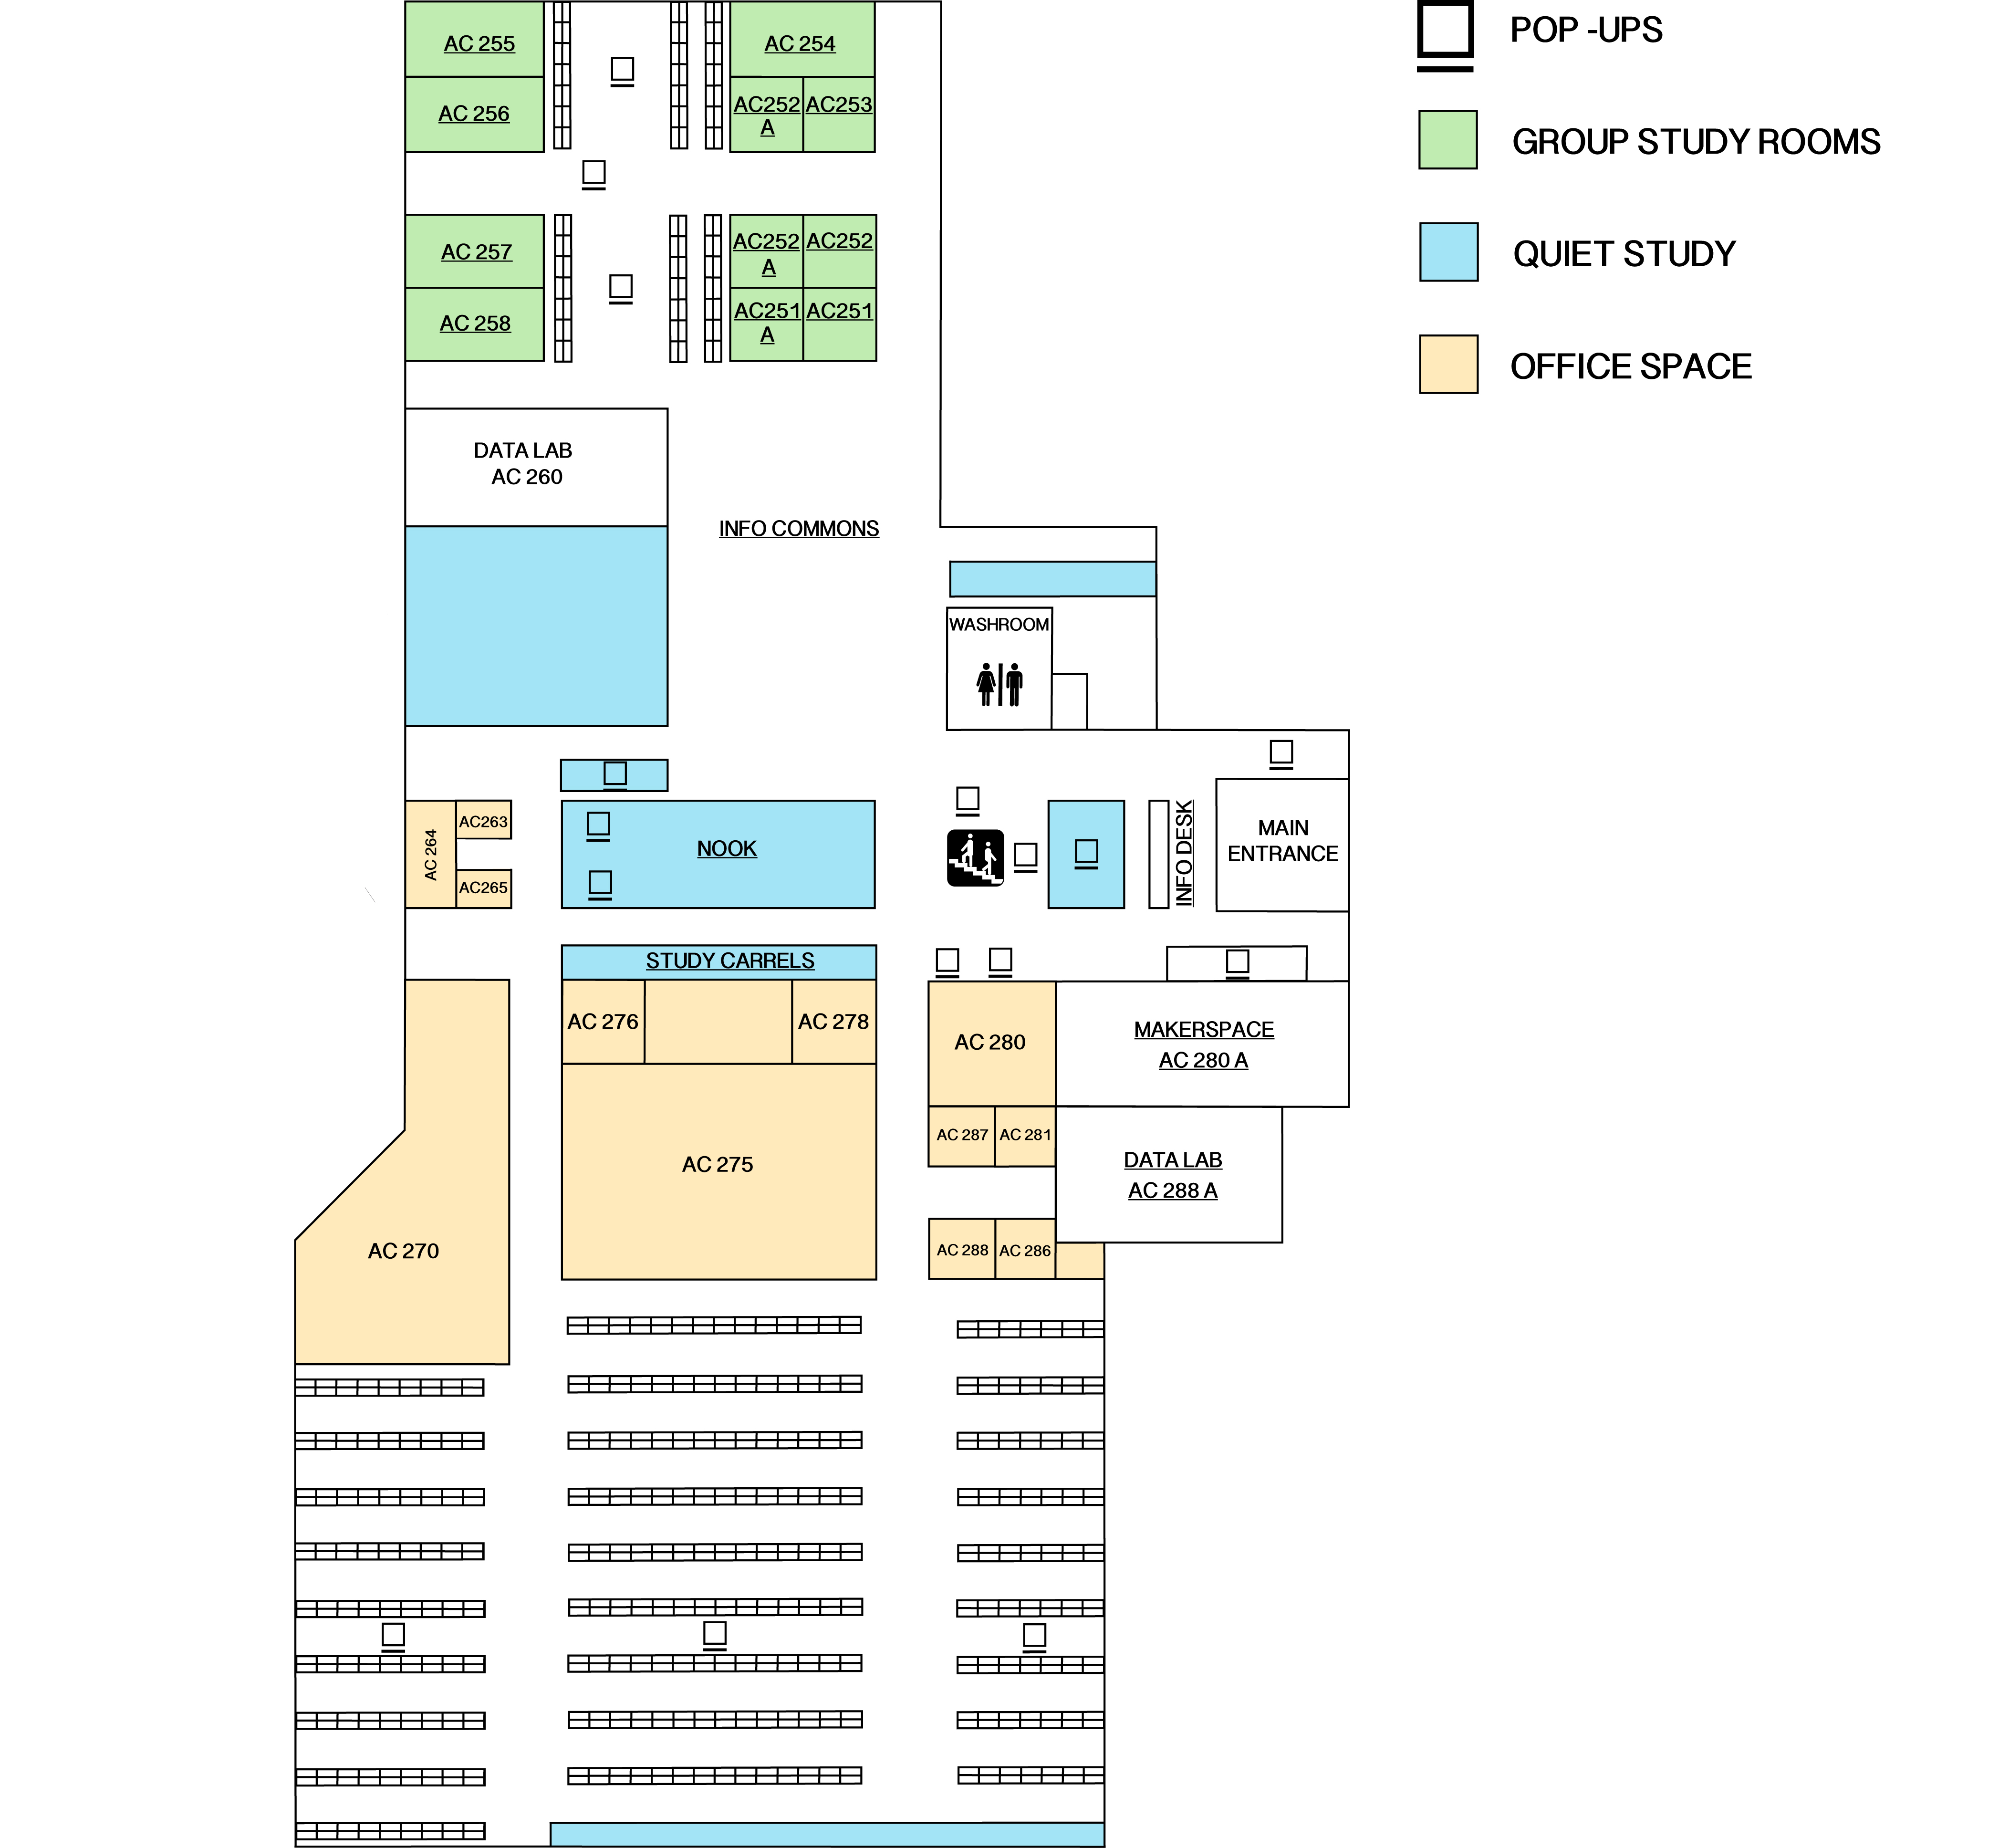 POP -UPS
GROUP STUDY ROOMS
QUIET STUDY
OFFICE SPACE
AC 255
AC 254
AC 256
AC252
A
AC253
AC 257
AC252
A
AC252
AC 258
AC251
A
AC251
DATA LAB
AC 260
INFO COMMONS
WASHROOM
AC 264
AC263
AC265
NOOK
INFO DESK
MAIN
ENTRANCE
STUDY CARRELS
AC 276
AC 278
AC 280
MAKERSPACE
AC 280 A
AC 287
AC 281
AC 275
DATA LAB
AC 288 A
AC 270
AC 288
AC 286